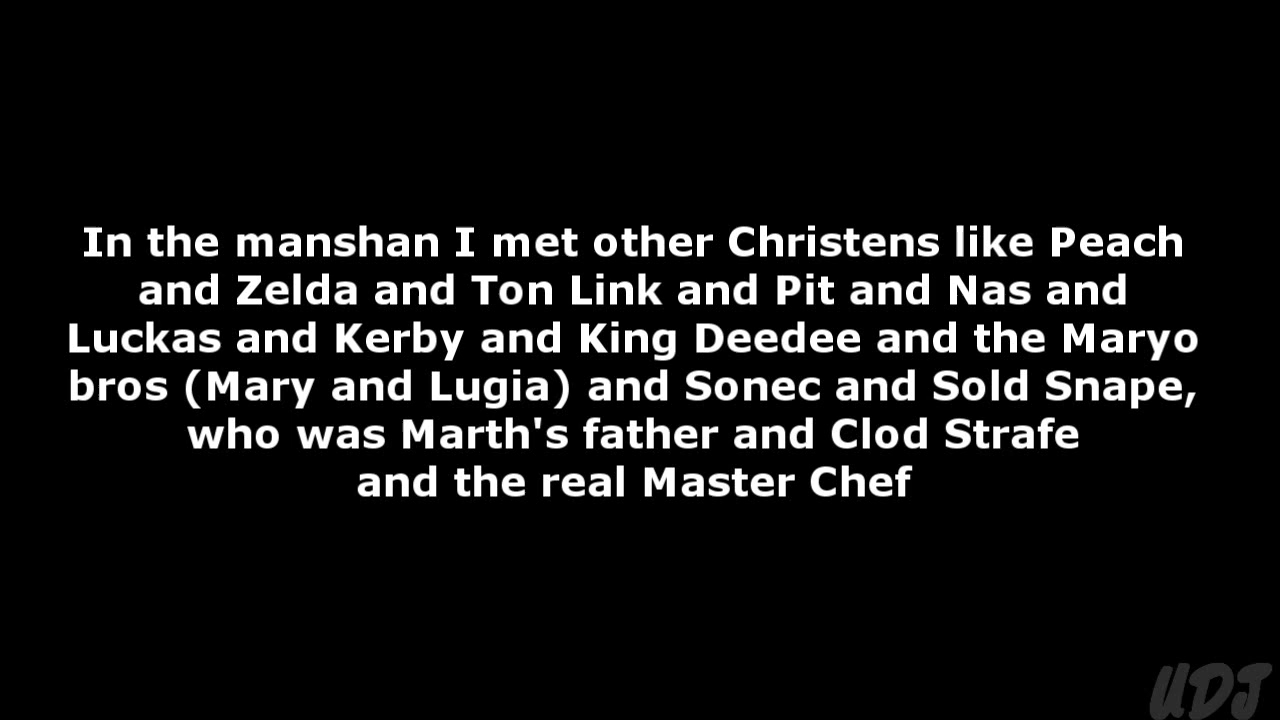 In the manshan I met other Christens like Peach
and Zelda and Ton Link and Pit and Nas and
Luckas and Kerby and King Deedee and the Maryo
bros (Mary and Lugia) and Sonec and Sold Snape,
who was Marth's father and Clod Strafe
and the real Master Chef
UDJ